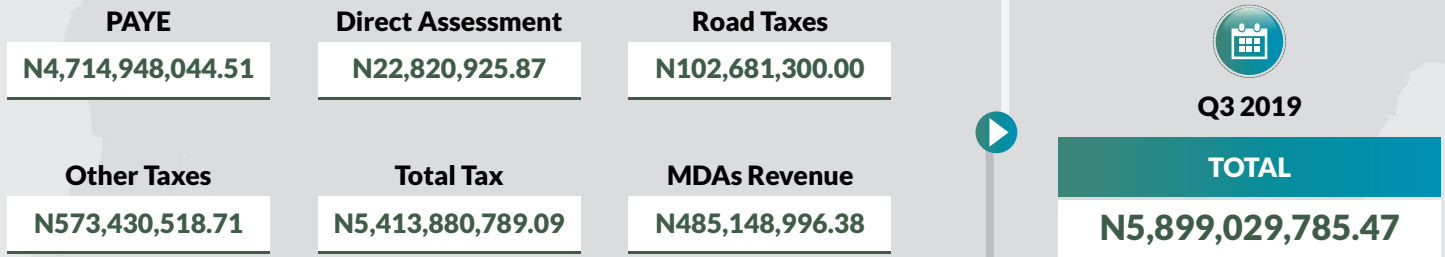 PAYE
N4,714,948,044.51
Direct Assessment
N22,820,925.87
Road Taxes
N102,681,300.00
Other Taxes
N573,430,518.71
Total Tax
N5,413,880,789.09
MDAs Revenue
N485,148,996.38
Q3 2019
TOTAL
N5,899,029,785.47